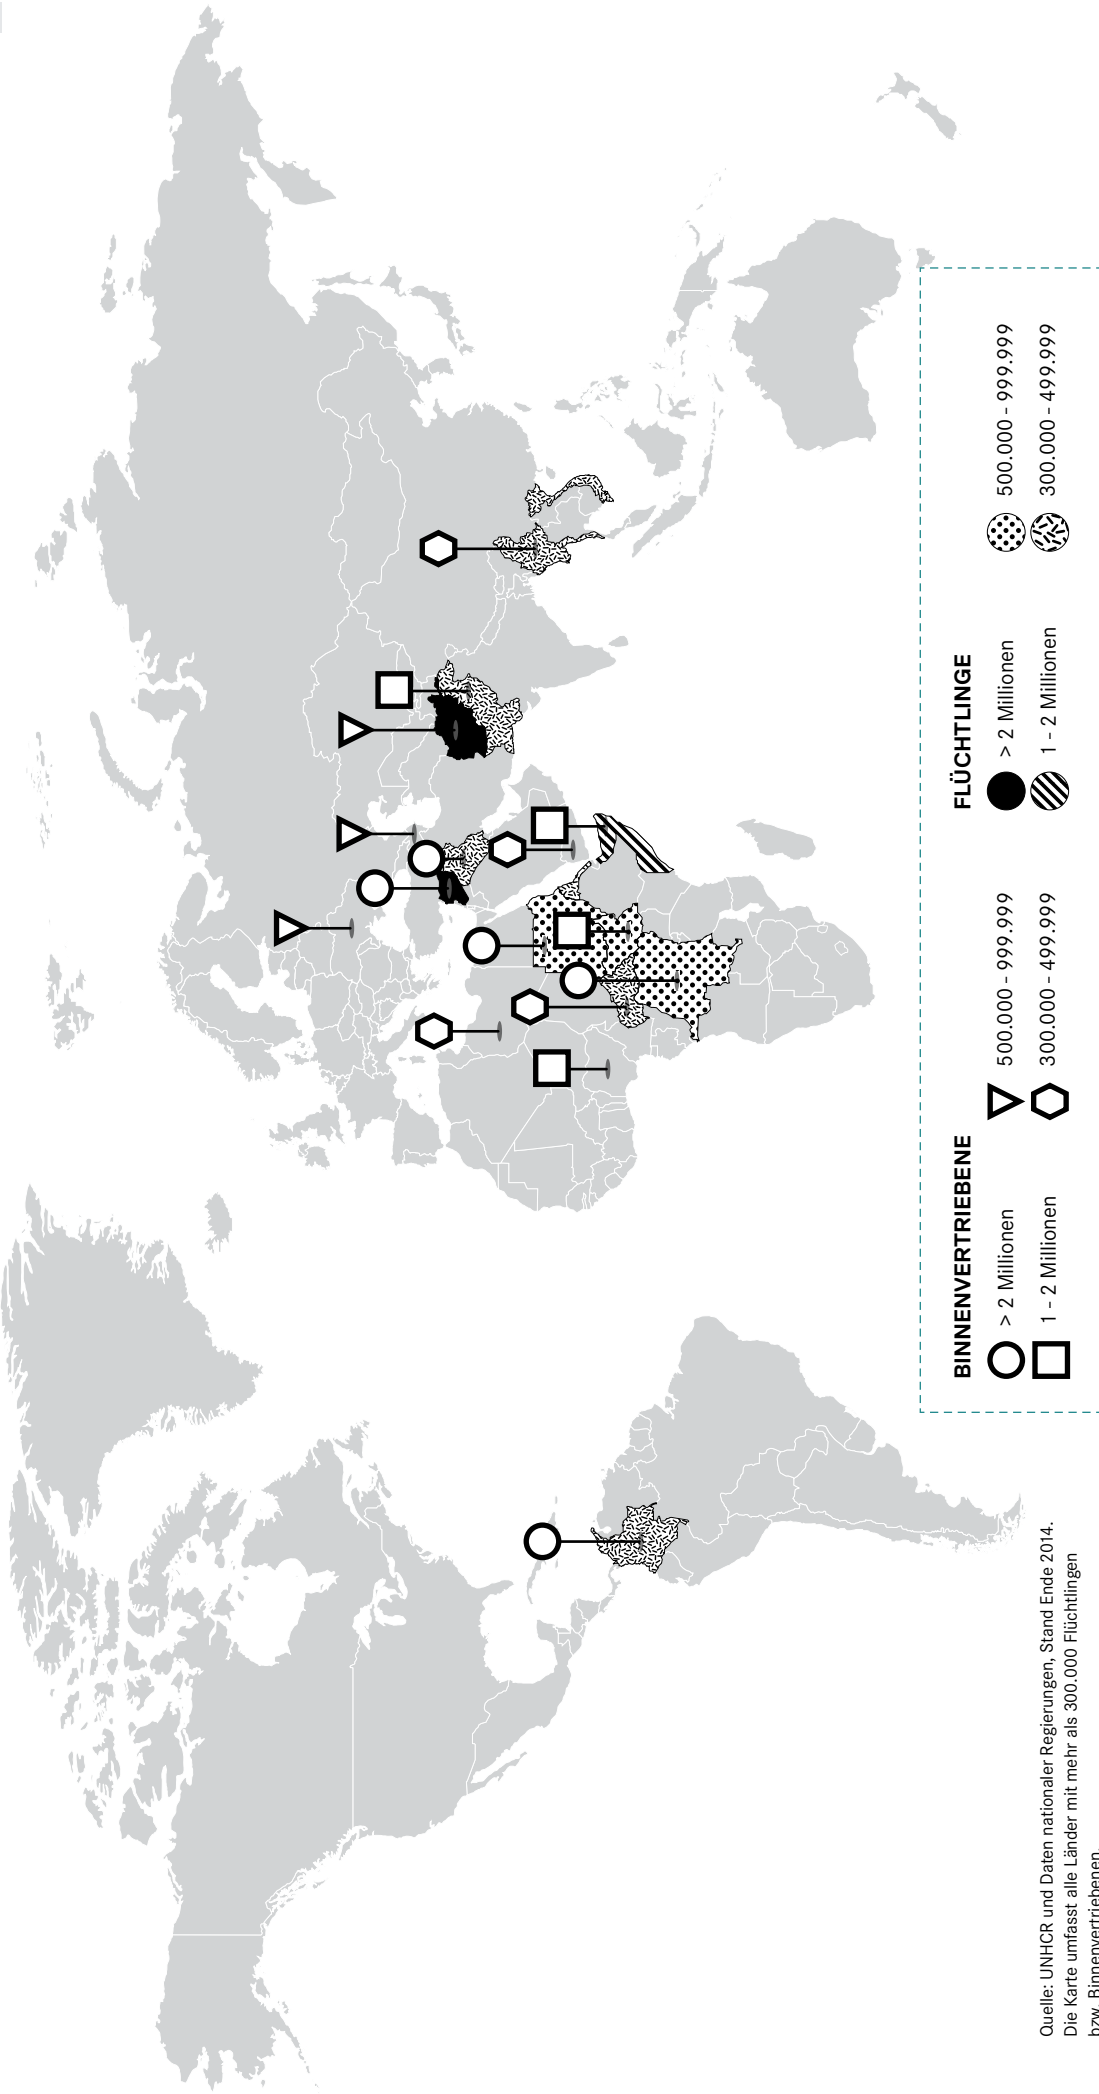 BINNENVERTRIEBENE
> 2 Millionen
1 – 2 Millionen
500.000 – 999.999
300.000 – 499.999
FLÜCHTLINGE
> 2 Millionen
1 – 2 Millionen
500.000 – 999.999
300.000 – 499.999
Quelle: UNHCR und Daten nationaler Regierungen, Stand Ende 2014.
Die Karte umfasst alle Länder mit mehr als 300.000 Flüchtlingen
bzw. Binnenvertriebenen.